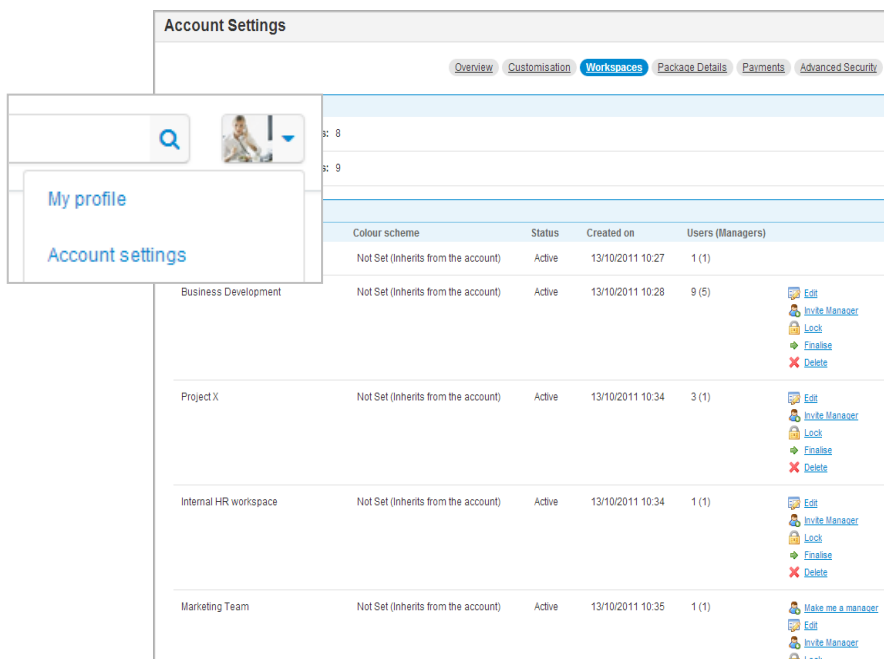 Account Settings
Overview Customisation Workspaces Package Details Payments Advanced Security
My profile
Account settings
s: 8
s: 9
Colour scheme Status Created on Users (Managers)
Not Set (Inherits from the account) Active 13/10/2011 10:27 1 (1)
Business Development Not Set (Inherits from the account) Active 13/10/2011 10:28 9 (5)
Edit
Invite Manager
Lock
Finalise
Delete
Project X Not Set (Inherits from the account) Active 13/10/2011 10:34 3 (1)
Edit
Invite Manager
Lock
Finalise
Delete
Internal HR workspace Not Set (Inherits from the account) Active 13/10/2011 10:34 1 (1)
Edit
Invite Manager
Lock
Finalise
Delete
Marketing Team Not Set (Inherits from the account) Active 13/10/2011 10:35 1 (1)
Make me a manager
Edit
Invite Manager
Lock